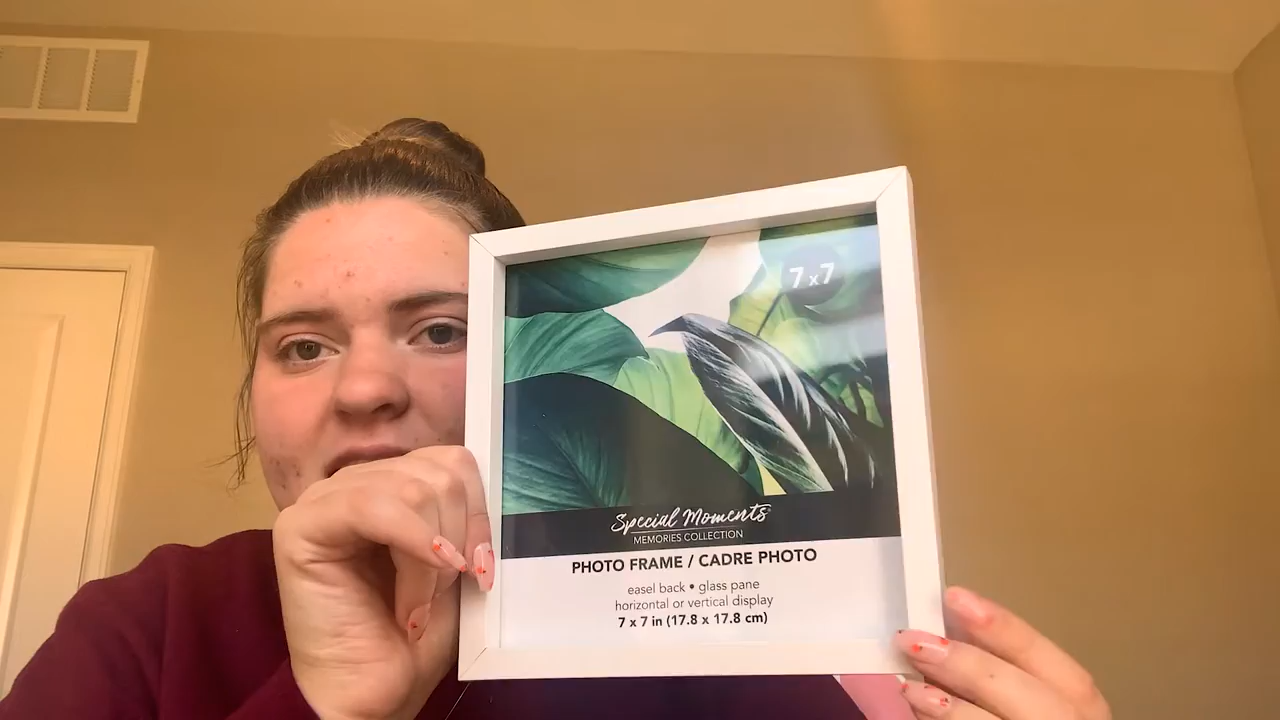 7x7
Special Moments
MEMORIES COLLECTION
PHOTO FRAME / CADRE PHOTO
easel back • glass pane
horizontal or vertical display
7 x 7 in (17.8 x 17.8 cm)